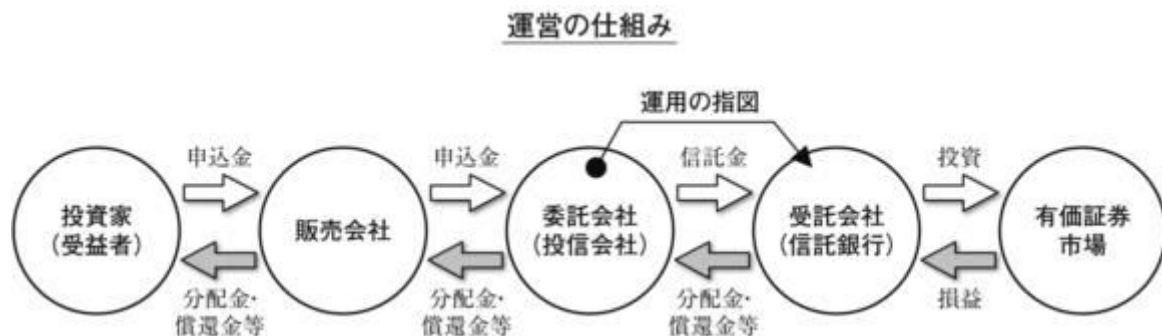 運営の仕組み
運用の指図
申込金
申込金
信託金
投資
投資家
（受益者）
販売会社
委託会社
（投信会社）
受託会社
（信託銀行）
有価証券
市場
分配金・
償還金等
分配金・
償還金等
分配金・
償還金等
損益